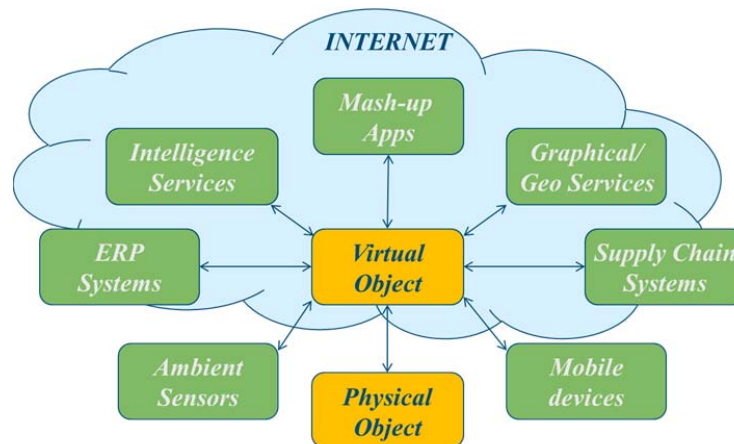 INTERNET
Mash-up
Apps
Intelligence
Services
Graphical/
Geo Services
ERP
Systems
Virtual
Object
Supply Chain
Systems
Ambient
Sensors
Physical
Object
Mobile
devices